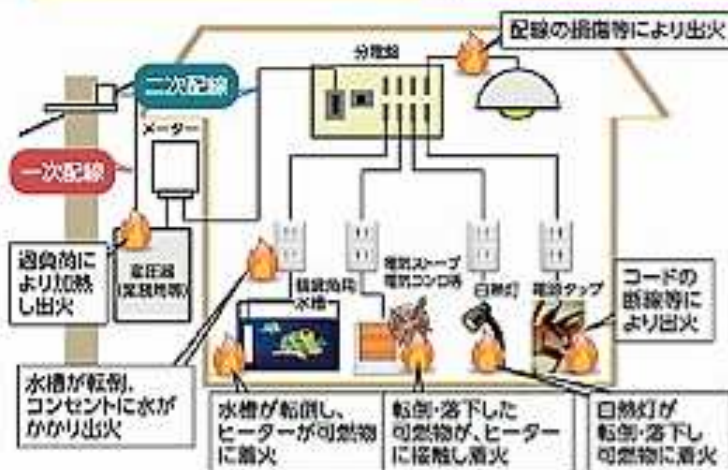 配線の損傷等により出火
分電盤
二次配線
メーター
一次配線
過負荷に
より加熱
し出火
変圧器
(業務用等)
観賞魚用
水槽
電気ストーブ
電気コンロ等
白熱灯
電源タップ
コードの
断線等に
より出火
水槽が転倒、
コンセントに水が
かかり出火
水槽が転倒し、
ヒーターが可燃物
に着火
転倒・落下した
可燃物が、ヒーター
に接触し着火
白熱灯が
転倒・落下し
可燃物に着火